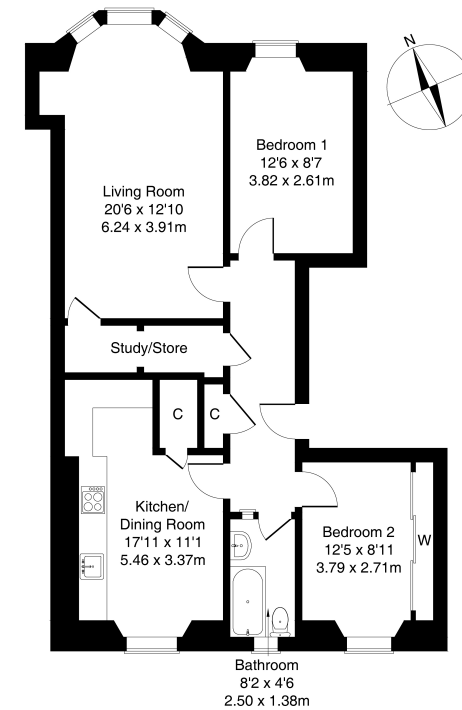 N
Bedroom 1
12'6 x 8'7
3.82 x 2.61m
Living Room
20'6 x 12'10
6.24 x 3.91m
Study/Store
C
C
Kitchen/
Dining Room
17'11 x 11'1
5.46 x 3.37m
Bedroom 2
12'5 x 8'11
3.79 x 2.71m
W
Bathroom
8'2 x 4'6
2.50 x 1.38m